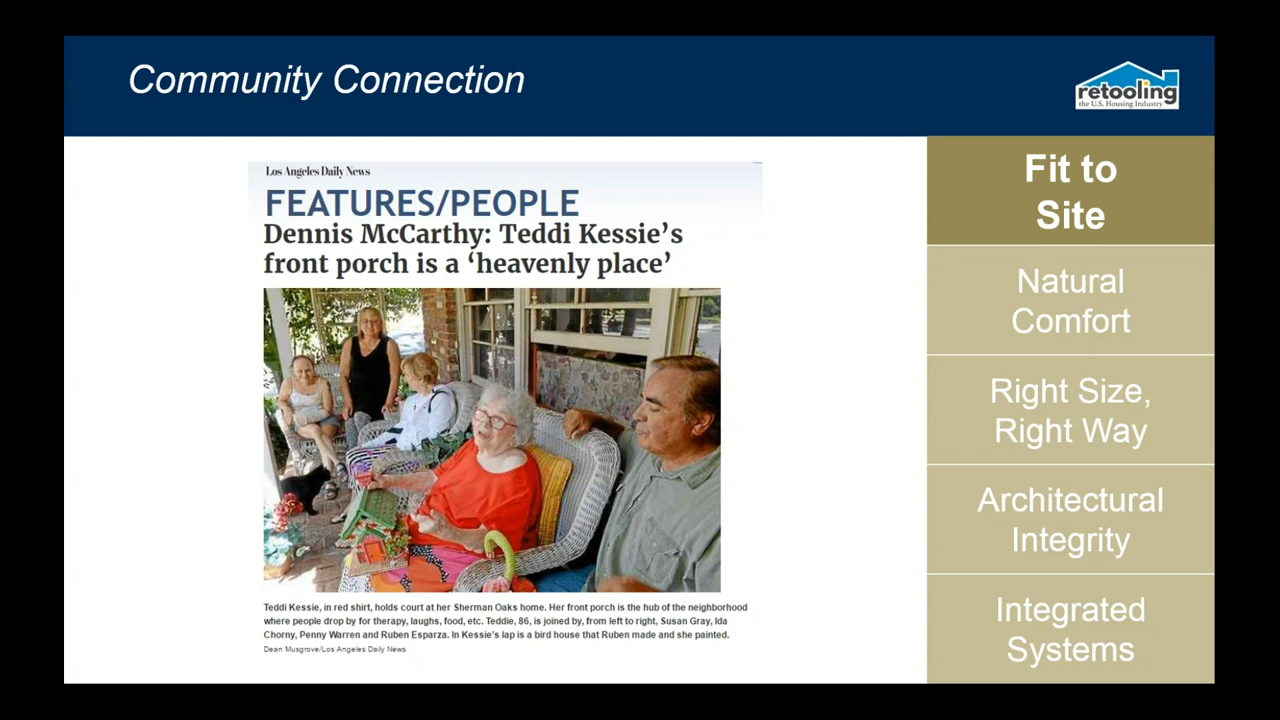 Community Connection
retooling
the U.S. Housing Industry
Los Angeles Daily News
FEATURES/PEOPLE
Dennis McCarthy: Teddi Kessie’s
front porch is a ‘heavenly place’
Teddi Kessie, in red shirt, holds court at her Sherman Oaks home. Her front porch is the hub of the neighborhood
where people drop by for therapy, laughs, food, etc. Teddie, 86, is joined by, from left to right, Susan Gray, Ida
Chorny, Penny Warren and Ruben Esparza. In Kessie’s lap is a bird house that Ruben made and she painted.
Dean Musgrove/Los Angeles Daily News
Fit to
Site
Natural
Comfort
Right Size,
Right Way
Architectural
Integrity
Integrated
Systems